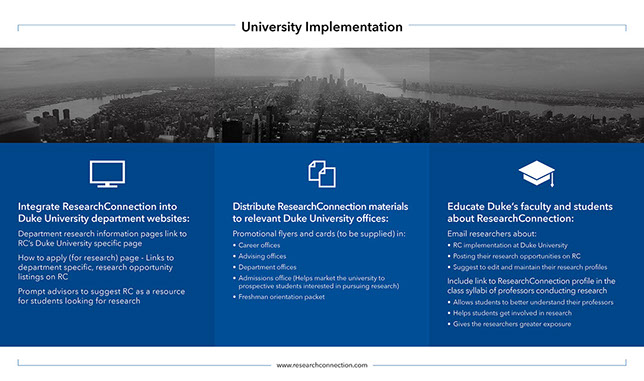 University Implementation
Integrate ResearchConnection into
Duke University department websites:
Department research information pages link to
RC's Duke University specific page
How to apply (for research) page - Links to
department specific, research opportunity
listings on RC
Prompt advisors to suggest RC as a resource
for students looking for research
Distribute ResearchConnection materials
to relevant Duke University offices:
Promotional flyers and cards (to be supplied) in:
• Career offices
• Advising offices
• Department offices
• Admissions office (Helps market the university to
prospective students interested in pursuing research)
• Freshman orientation packet
Educate Duke's faculty and students
about ResearchConnection:
Email researchers about:
• RC implementation at Duke University
• Posting their research opportunities on RC
• Suggest to edit and maintain their research profiles
Include link to ResearchConnection profile in the
class syllabi of professors conducting research
• Allows students to better understand their professors
• Helps students get involved in research
• Gives the researchers greater exposure
www.researchconnection.com